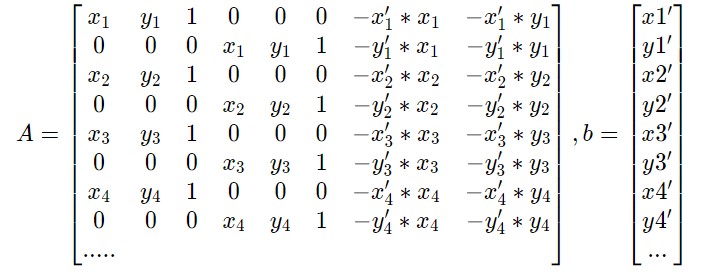 x₁ y₁ 1 0 0 0 −x′₁ * x₁ −x′₁ * y₁ x1′
0 0 0 x₁ y₁ 1 −y′₁ * x₁ −y′₁ * y₁ y1′
x₂ y₂ 1 0 0 0 −x′₂ * x₂ −x′₂ * y₂ x2′
0 0 0 x₂ y₂ 1 −y′₂ * x₂ −y′₂ * y₂ y2′
A = x₃ y₃ 1 0 0 0 −x′₃ * x₃ −x′₃ * y₃ , b = x3′
0 0 0 x₃ y₃ 1 −y′₃ * x₃ −y′₃ * y₃ y3′
x₄ y₄ 1 0 0 0 −x′₄ * x₄ −x′₄ * y₄ x4′
0 0 0 x₄ y₄ 1 −y′₄ * x₄ −y′₄ * y₄ y4′
..... ...